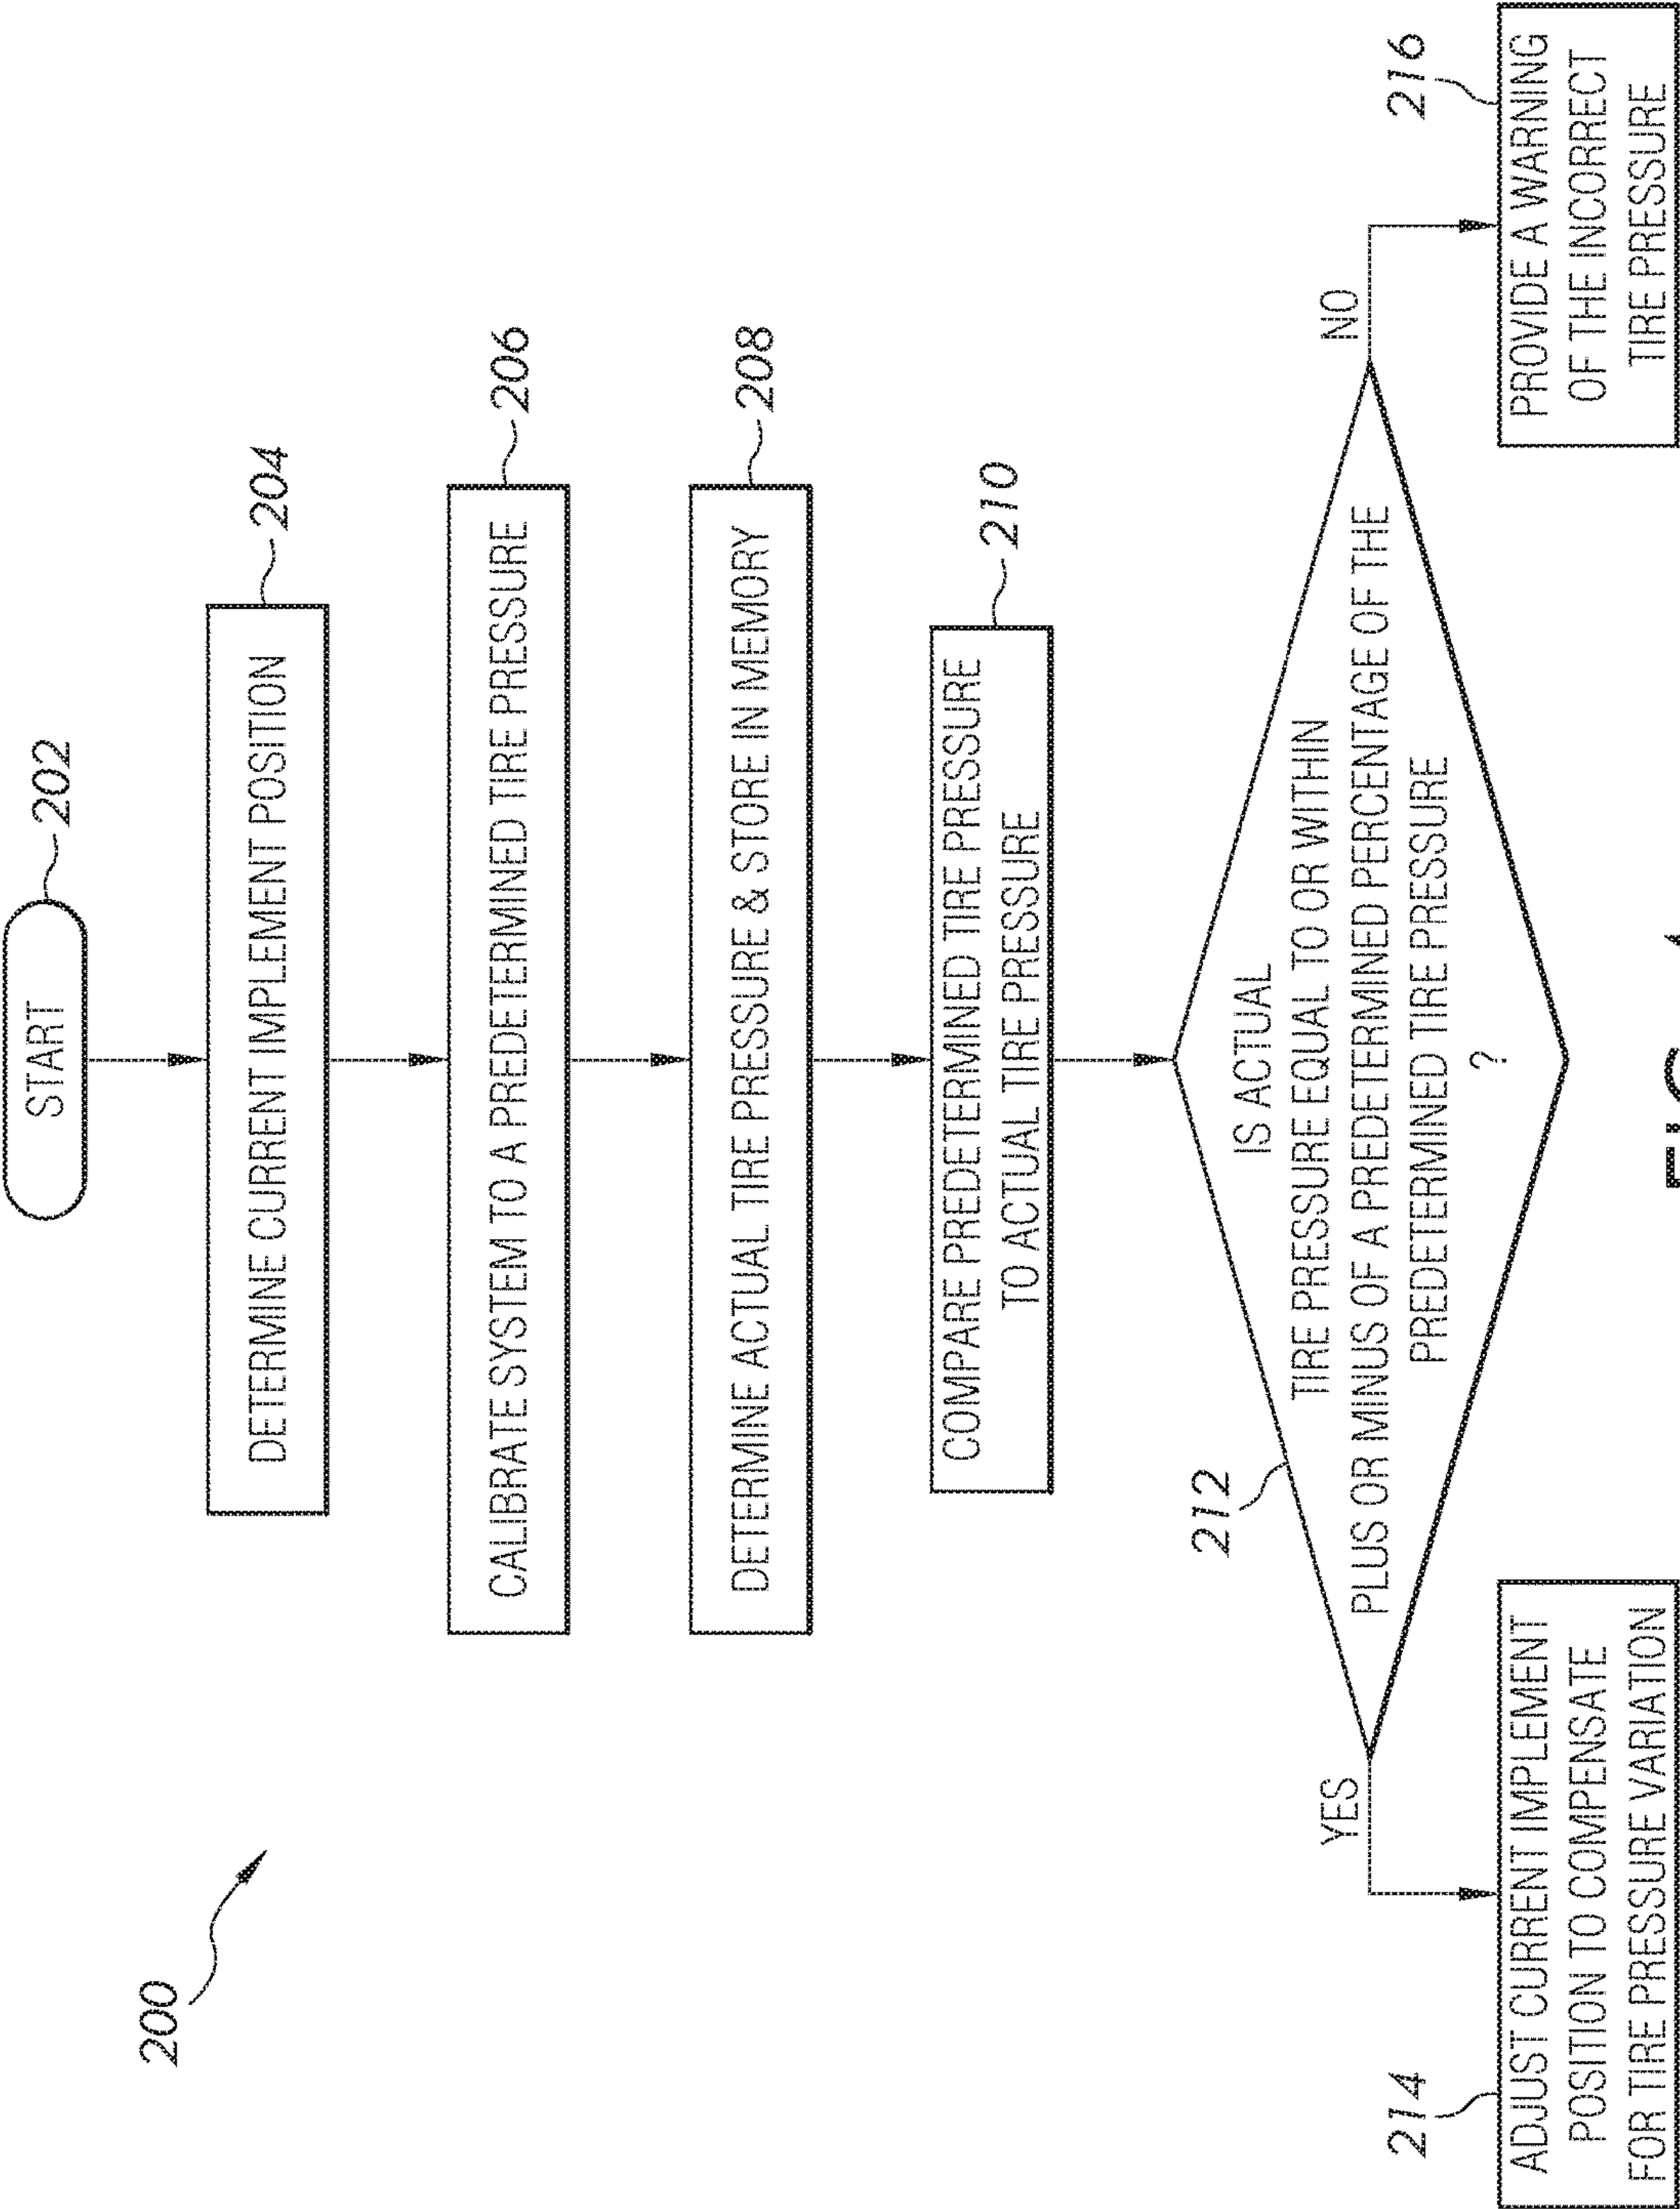 200
START
202
DETERMINE CURRENT IMPLEMENT POSITION
204
CALIBRATE SYSTEM TO A PREDETERMINED TIRE PRESSURE
206
DETERMINE ACTUAL TIRE PRESSURE & STORE IN MEMORY
208
COMPARE PREDETERMINED TIRE PRESSURE
TO ACTUAL TIRE PRESSURE
210
212
IS ACTUAL
TIRE PRESSURE EQUAL TO OR WITHIN
PLUS OR MINUS OF A PREDETERMINED PERCENTAGE OF THE
PREDETERMINED TIRE PRESSURE
?
YES
NO
214
ADJUST CURRENT IMPLEMENT
POSITION TO COMPENSATE
FOR TIRE PRESSURE VARIATION
216
PROVIDE A WARNING
OF THE INCORRECT
TIRE PRESSURE